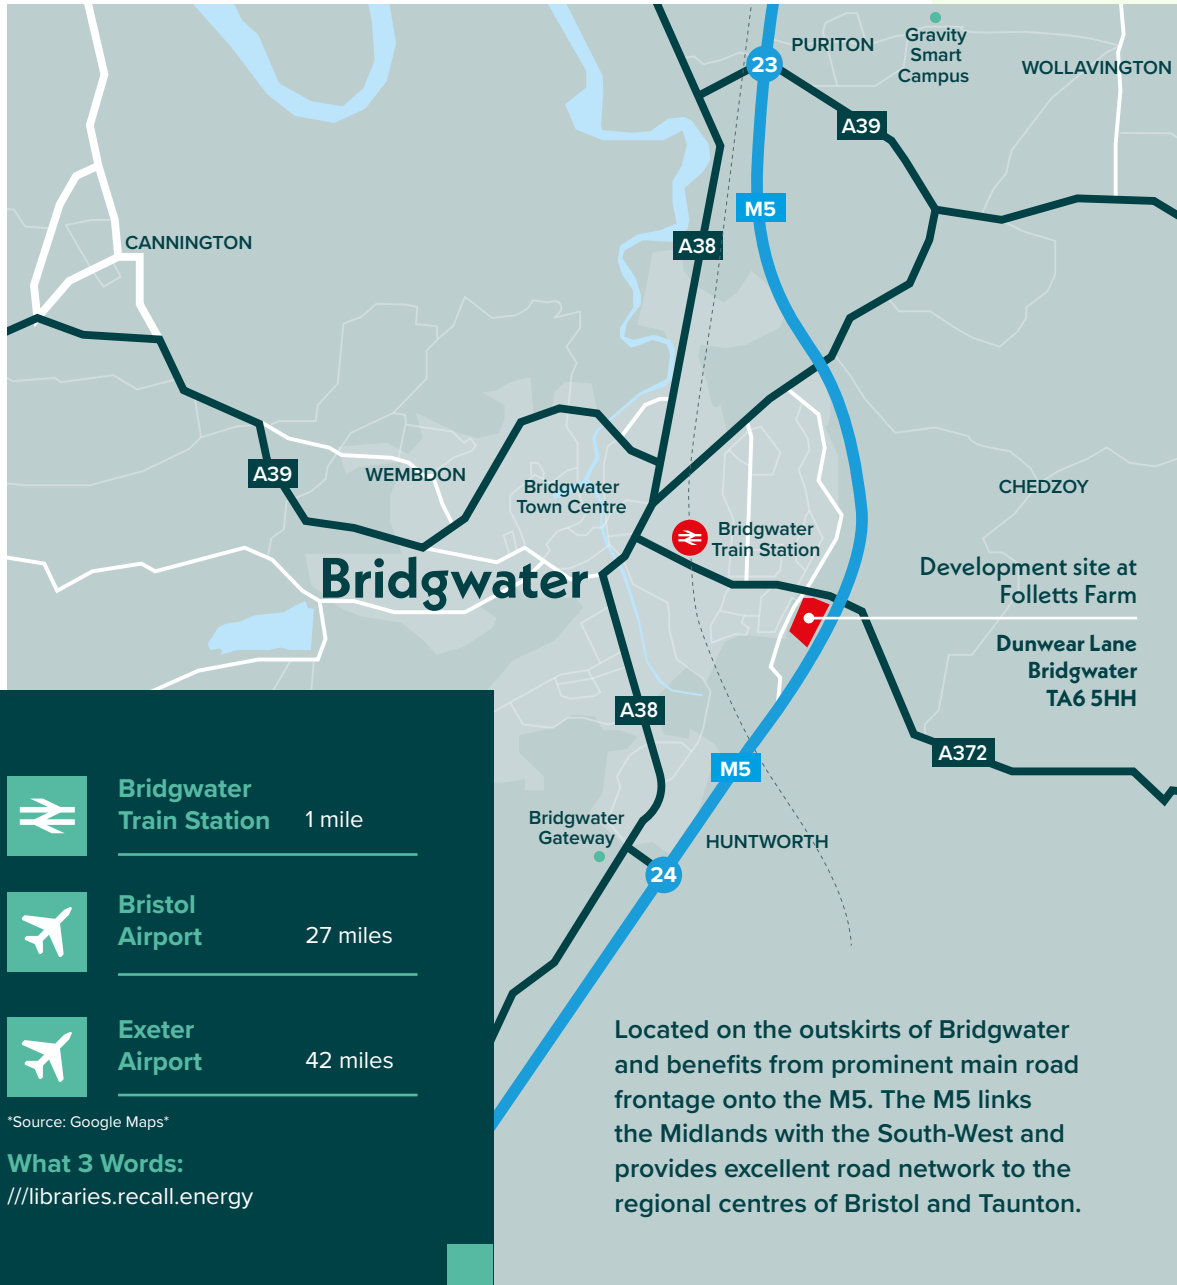 PURITON
Gravity
Smart
Campus
WOLLAVINGTON
23
A39
M5
A38
CANNINGTON
A39
WEMBDON
Bridgwater
Town Centre
CHEDZOY
Bridgwater
Train Station
Bridgwater
Development site at
Folletts Farm
Dunwear Lane
Bridgwater
TA6 5HH
A38
A372
M5
Bridgwater
Gateway
HUNTWORTH
24
Bridgwater
Train Station 1 mile
Bristol
Airport 27 miles
Exeter
Airport 42 miles
*Source: Google Maps*
What 3 Words:
///libraries.recall.energy
Located on the outskirts of Bridgwater
and benefits from prominent main road
frontage onto the M5. The M5 links
the Midlands with the South-West and
provides excellent road network to the
regional centres of Bristol and Taunton.